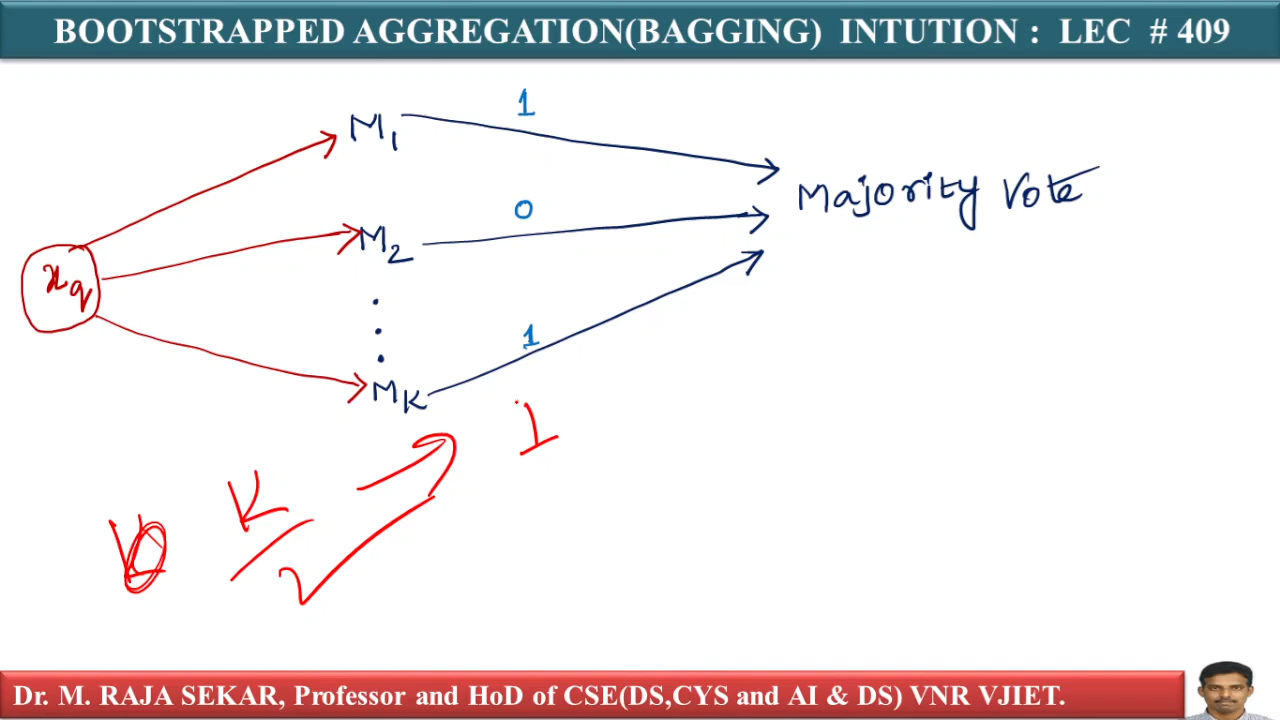 BOOTSTRAPPED AGGREGATION(BAGGING) INTUTION : LEC # 409
M1
1
Majority Vote
0
xq
M2
1
MK
1
K
2
Dr. M. RAJA SEKAR, Professor and HoD of CSE(DS,CYS and AI & DS) VNR VJIET.